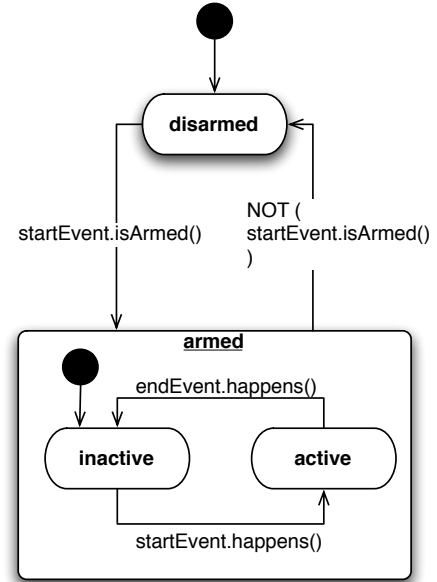 disarmed
startEvent.isArmed()
NOT (
startEvent.isArmed()
)
armed
endEvent.happens()
inactive
active
startEvent.happens()